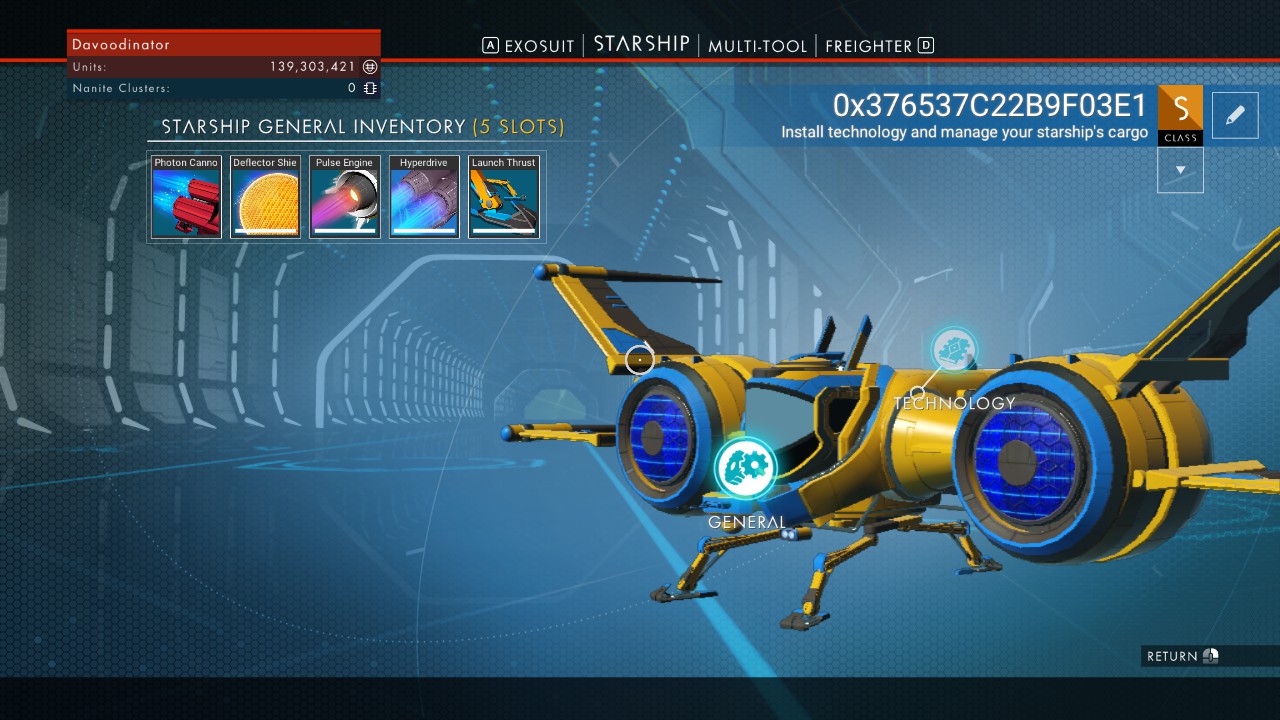 Davoodinator
Units: 139,303,421
Nanite Clusters: 0
A EXOSUIT STARSHIP MULTI-TOOL FREIGHTER D
0x376537C22B9F03E1
Install technology and manage your starship's cargo
S
CLASS
STARSHIP GENERAL INVENTORY (5 SLOTS)
Photon Canno Deflector Shie Pulse Engine Hyperdrive Launch Thrust
TECHNOLOGY
GENERAL
RETURN